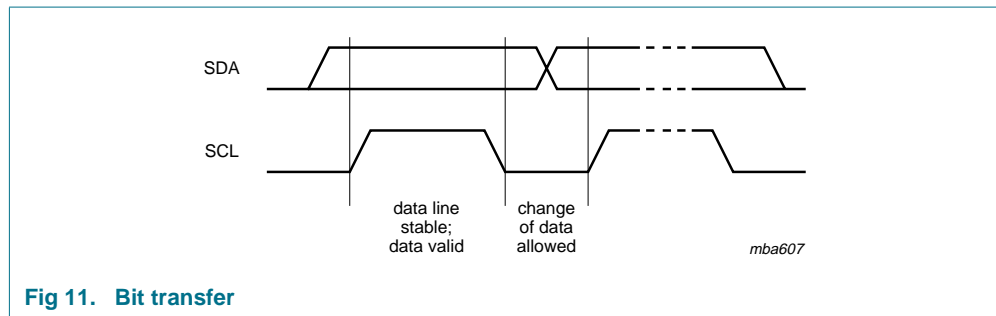 SDA
SCL
data line
stable;
data valid
change
of data
allowed
mba607
Fig 11. Bit transfer